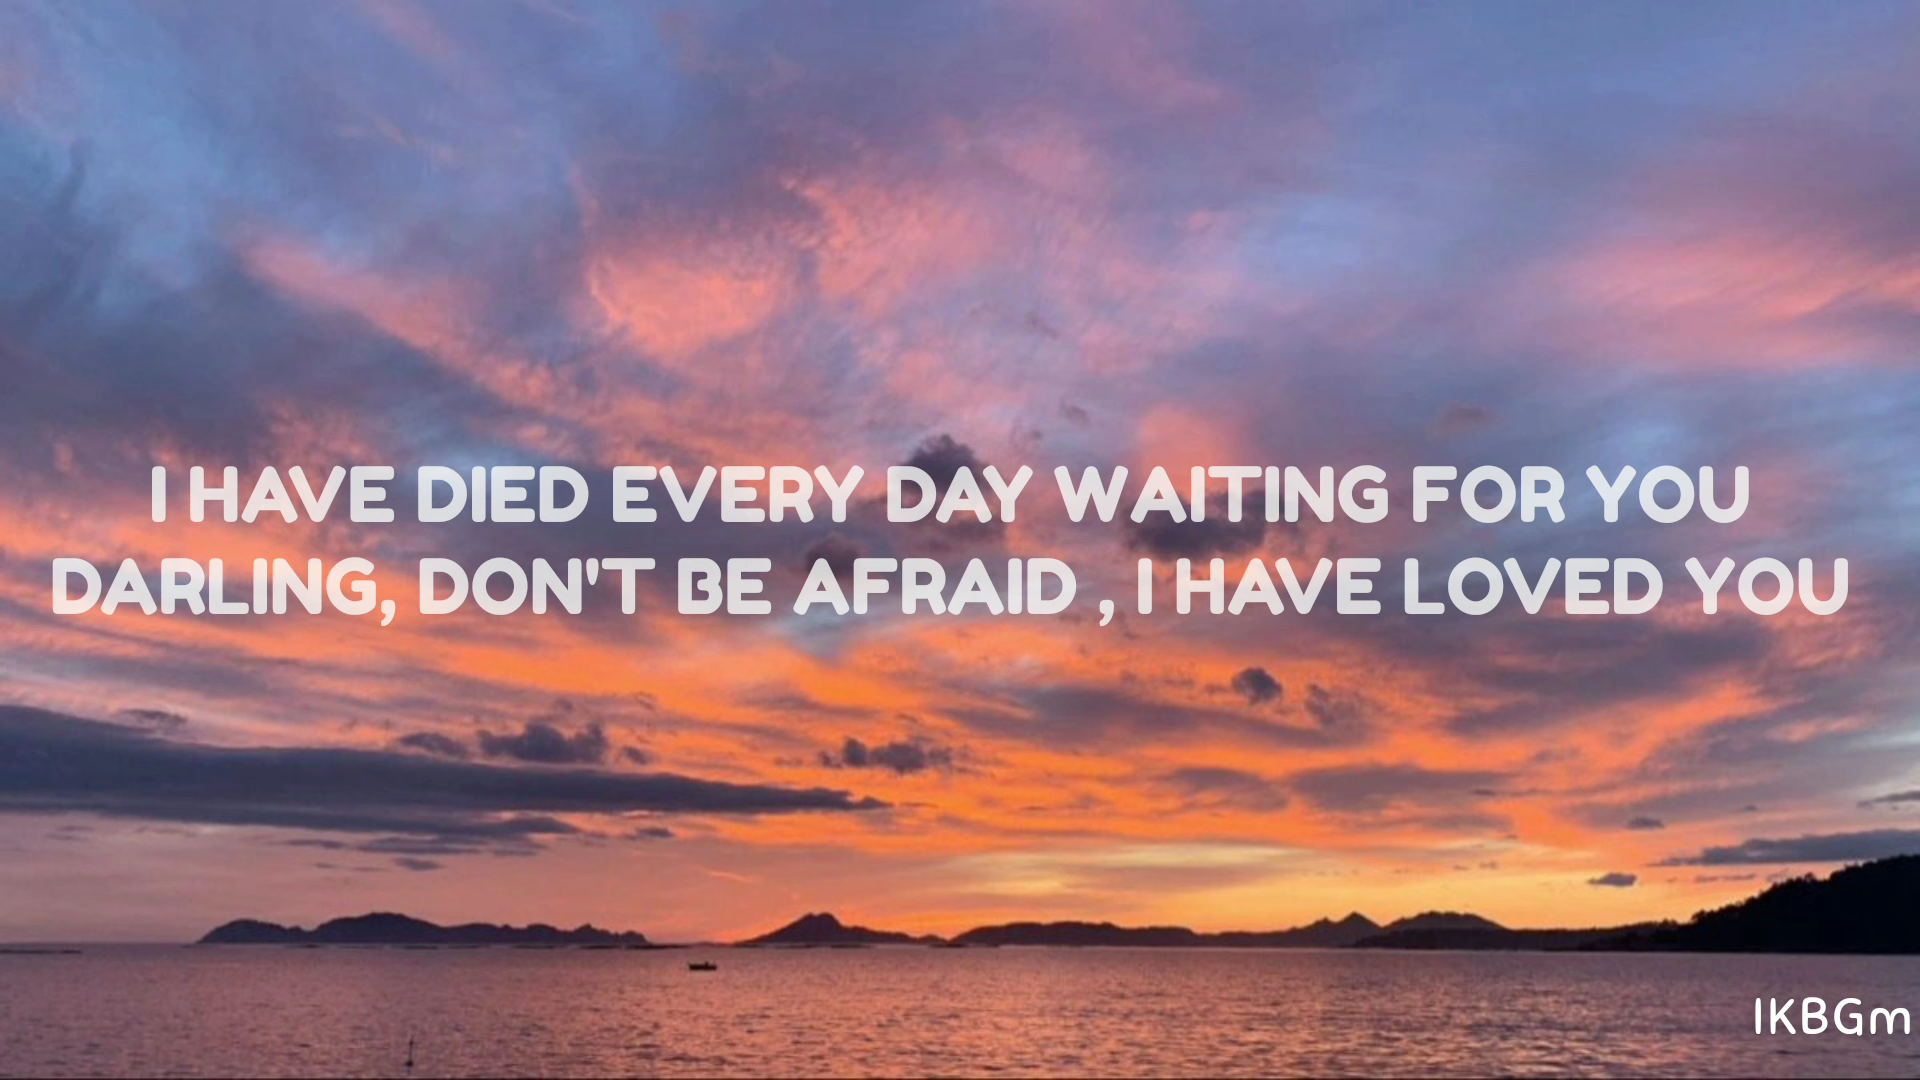 I HAVE DIED EVERY DAY WAITING FOR YOU
DARLING, DON'T BE AFRAID , I HAVE LOVED YOU
IKBGm